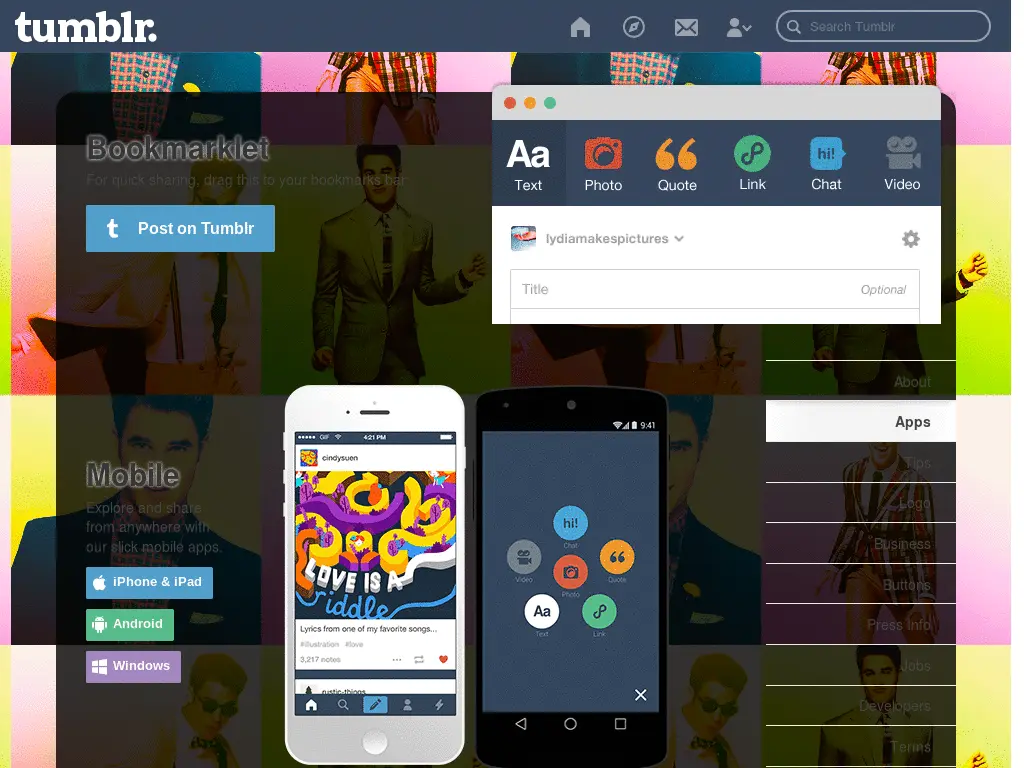 tumblr.
Search Tumblr
Bookmarklet
For quick sharing, drag this to your bookmarks bar
Post on Tumblr
Aa
hi!
Text
Photo
Quote
Link
Chat
Video
lydiamakespictures
Title
Optional
Mobile
Explore and share
from anywhere with
our slick mobile apps.
iPhone & iPad
Android
Windows
GIF
4:21 PM
cindysuen
LOVE IS A
riddle
Lyrics from one of my favorite songs...
#illustration #love
3,217 notes
rustic-things
9:41
hi!
Chat
Video
Quote
Photo
Aa
Text
Link
About
Apps
Tips
Logo
Business
Buttons
Press Info
Jobs
Developers
Terms